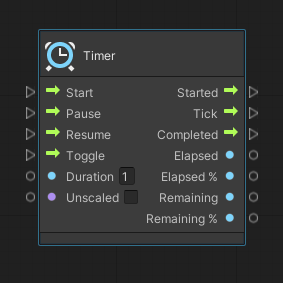 Timer
Start Started
Pause Tick
Resume Completed
Toggle Elapsed
Duration 1 Elapsed %
Unscaled Remaining
Remaining %